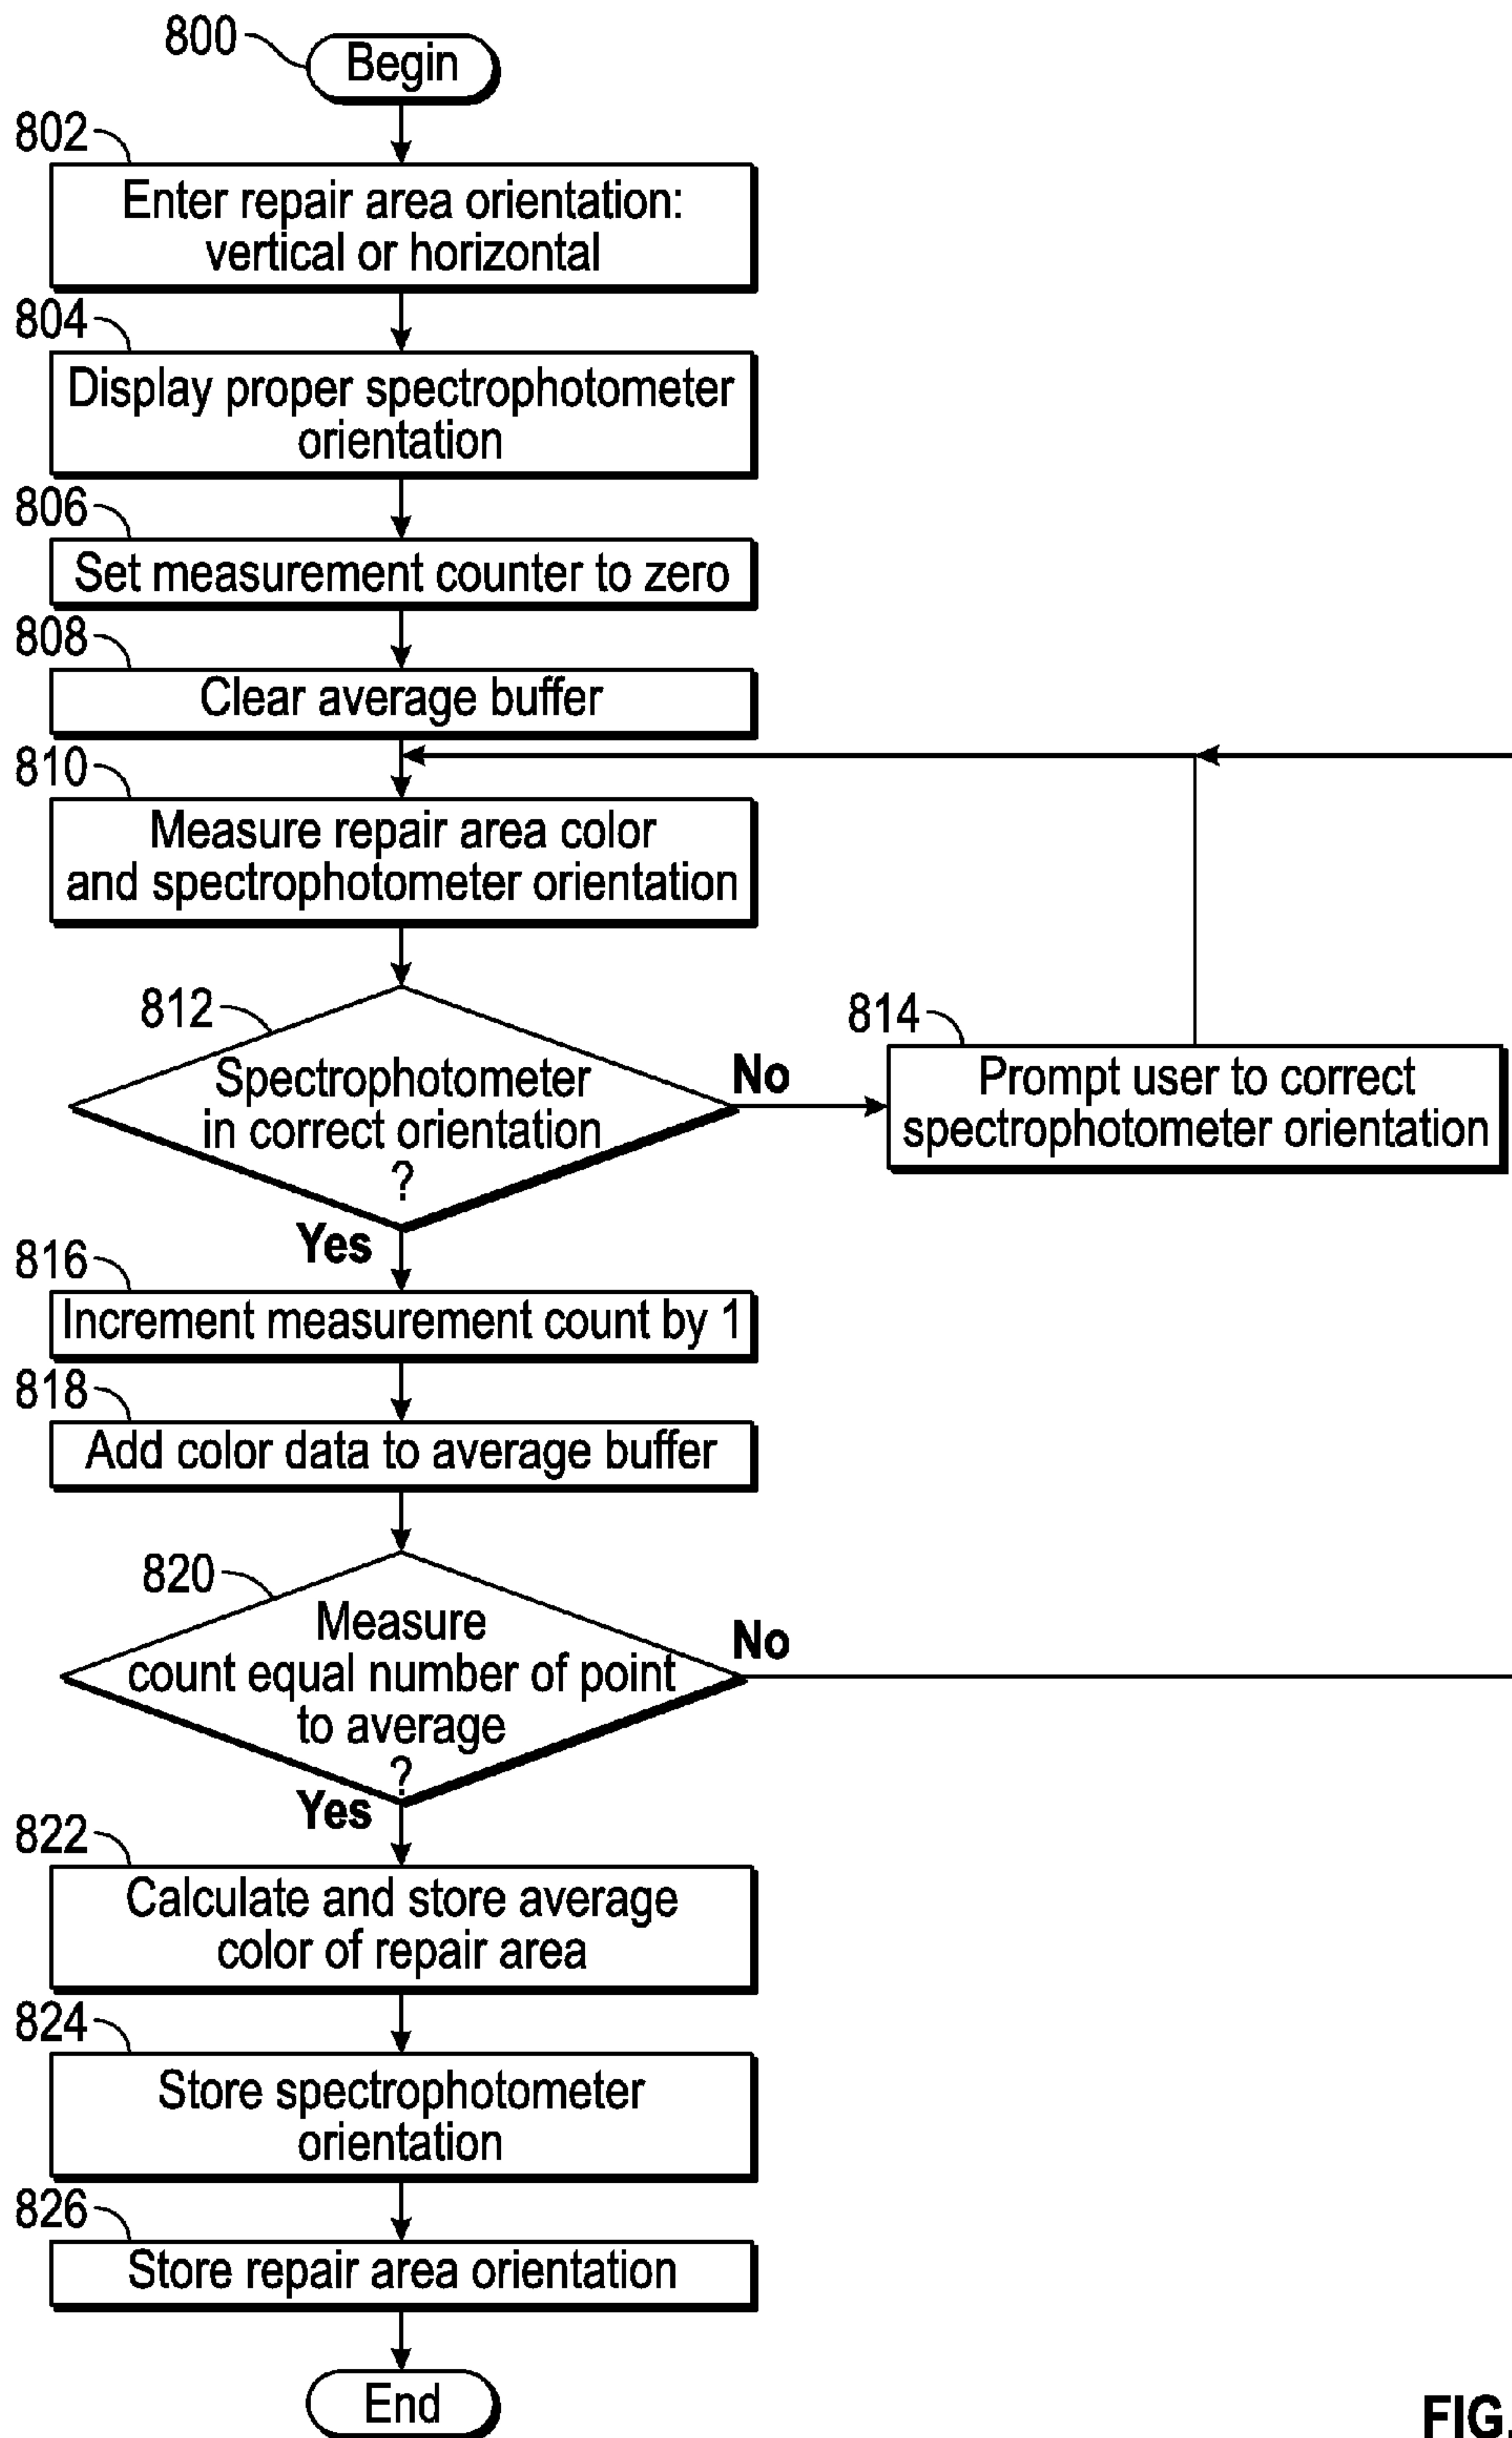 800
Begin
802
Enter repair area orientation:
vertical or horizontal
804
Display proper spectrophotometer
orientation
806
Set measurement counter to zero
808
Clear average buffer
810
Measure repair area color
and spectrophotometer orientation
812
Spectrophotometer
in correct orientation
?
No
814
Prompt user to correct
spectrophotometer orientation
Yes
816
Increment measurement count by 1
818
Add color data to average buffer
820
Measure
count equal number of point
to average
?
No
Yes
822
Calculate and store average
color of repair area
824
Store spectrophotometer
orientation
826
Store repair area orientation
End
FIG.